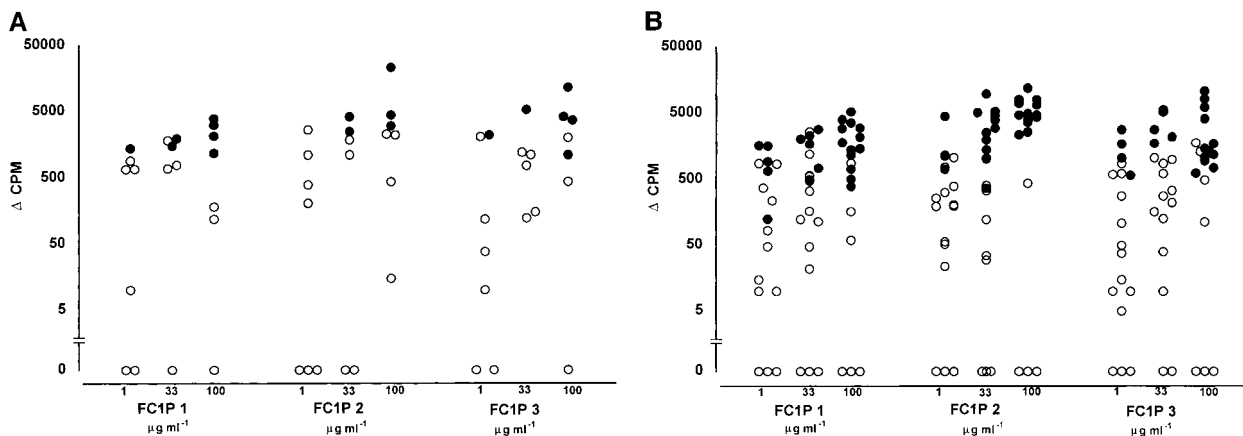 A
50000
5000
500
50
5
0
Δ CPM
1 33 100
FC1P 1
µg ml⁻¹
1 33 100
FC1P 2
µg ml⁻¹
1 33 100
FC1P 3
µg ml⁻¹
B
50000
5000
500
50
5
0
Δ CPM
1 33 100
FC1P 1
µg ml⁻¹
1 33 100
FC1P 2
µg ml⁻¹
1 33 100
FC1P 3
µg ml⁻¹